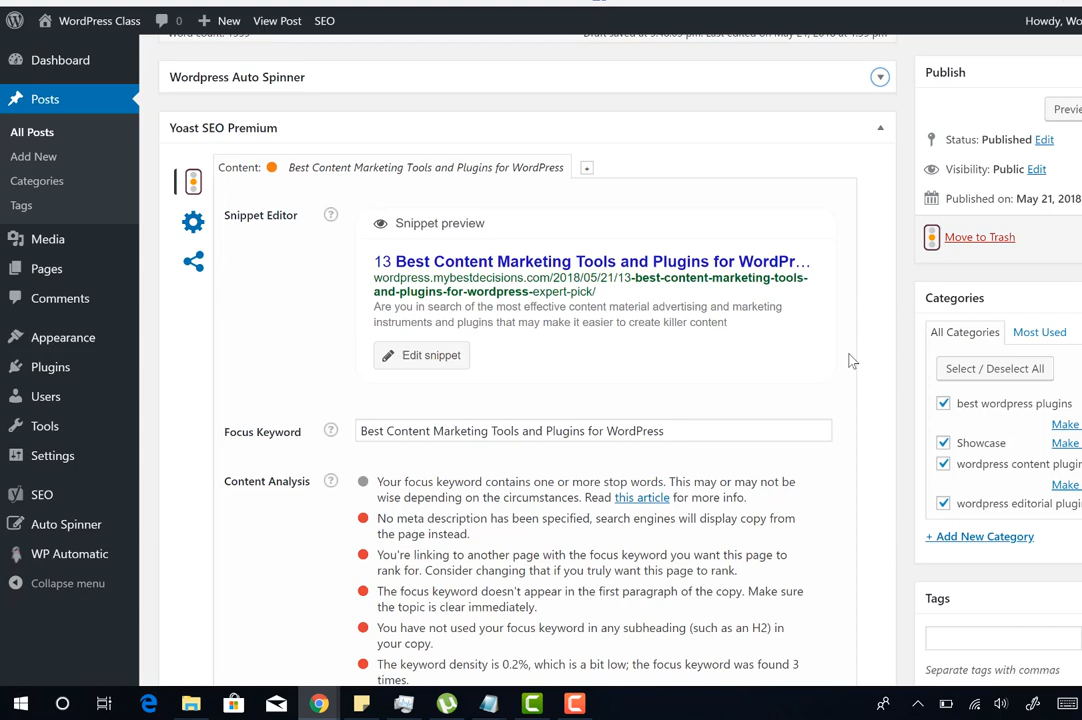 WordPress Class 0 New View Post SEO Howdy, Wo
Dashboard
Posts
All Posts
Add New
Categories
Tags
Media
Pages
Comments
Appearance
Plugins
Users
Tools
Settings
SEO
Auto Spinner
WP Automatic
Collapse menu
Word count: 1399
Wordpress Auto Spinner
Yoast SEO Premium
Content: Best Content Marketing Tools and Plugins for WordPress +
Snippet Editor ?
Snippet preview
13 Best Content Marketing Tools and Plugins for WordPr...
wordpress.mybestdecisions.com/2018/05/21/13-best-content-marketing-tools-
and-plugins-for-wordpress-expert-pick/
Are you in search of the most effective content material advertising and marketing
instruments and plugins that may make it easier to create killer content
Edit snippet
Focus Keyword ? Best Content Marketing Tools and Plugins for WordPress
Content Analysis ?
Your focus keyword contains one or more stop words. This may or may not be
wise depending on the circumstances. Read this article for more info.
No meta description has been specified, search engines will display copy from
the page instead.
You're linking to another page with the focus keyword you want this page to
rank for. Consider changing that if you truly want this page to rank.
The focus keyword doesn't appear in the first paragraph of the copy. Make sure
the topic is clear immediately.
You have not used your focus keyword in any subheading (such as an H2) in
your copy.
The keyword density is 0.2%, which is a bit low; the focus keyword was found 3
times.
Publish
Previe
Status: Published Edit
Visibility: Public Edit
Published on: May 21, 2018
Move to Trash
Categories
All Categories Most Used
Select / Deselect All
best wordpress plugins
Make
Showcase Make
wordpress content plugin
Make
wordpress editorial plugi
+ Add New Category
Tags
Separate tags with commas